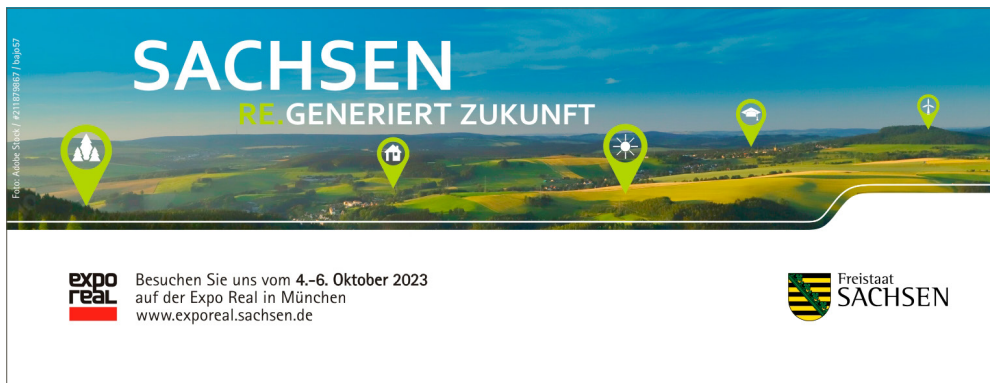 Foto: Adobe Stock / #211879867 / bajo57
SACHSEN
RE.GENERIERT ZUKUNFT
expo
real
Besuchen Sie uns vom 4.-6. Oktober 2023
auf der Expo Real in München
www.exporeal.sachsen.de
Freistaat
SACHSEN